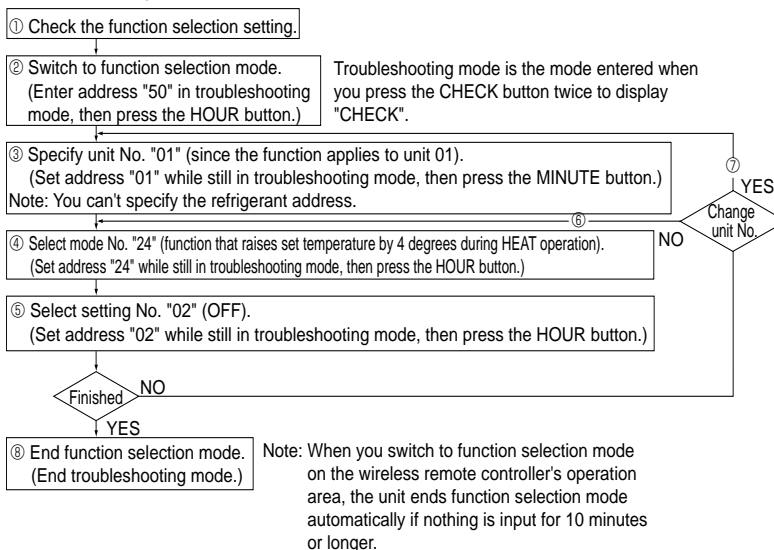 ① Check the function selection setting.
② Switch to function selection mode.
(Enter address "50" in troubleshooting
mode, then press the HOUR button.)
Troubleshooting mode is the mode entered when
you press the CHECK button twice to display
"CHECK".
③ Specify unit No. "01" (since the function applies to unit 01).
(Set address "01" while still in troubleshooting mode, then press the MINUTE button.)
Note: You can't specify the refrigerant address.
⑦
YES
Change
unit No.
NO
⑥
④ Select mode No. "24" (function that raises set temperature by 4 degrees during HEAT operation).
(Set address "24" while still in troubleshooting mode, then press the HOUR button.)
⑤ Select setting No. "02" (OFF).
(Set address "02" while still in troubleshooting mode, then press the HOUR button.)
Finished
NO
YES
⑧ End function selection mode.
(End troubleshooting mode.)
Note: When you switch to function selection mode
on the wireless remote controller's operation
area, the unit ends function selection mode
automatically if nothing is input for 10 minutes
or longer.